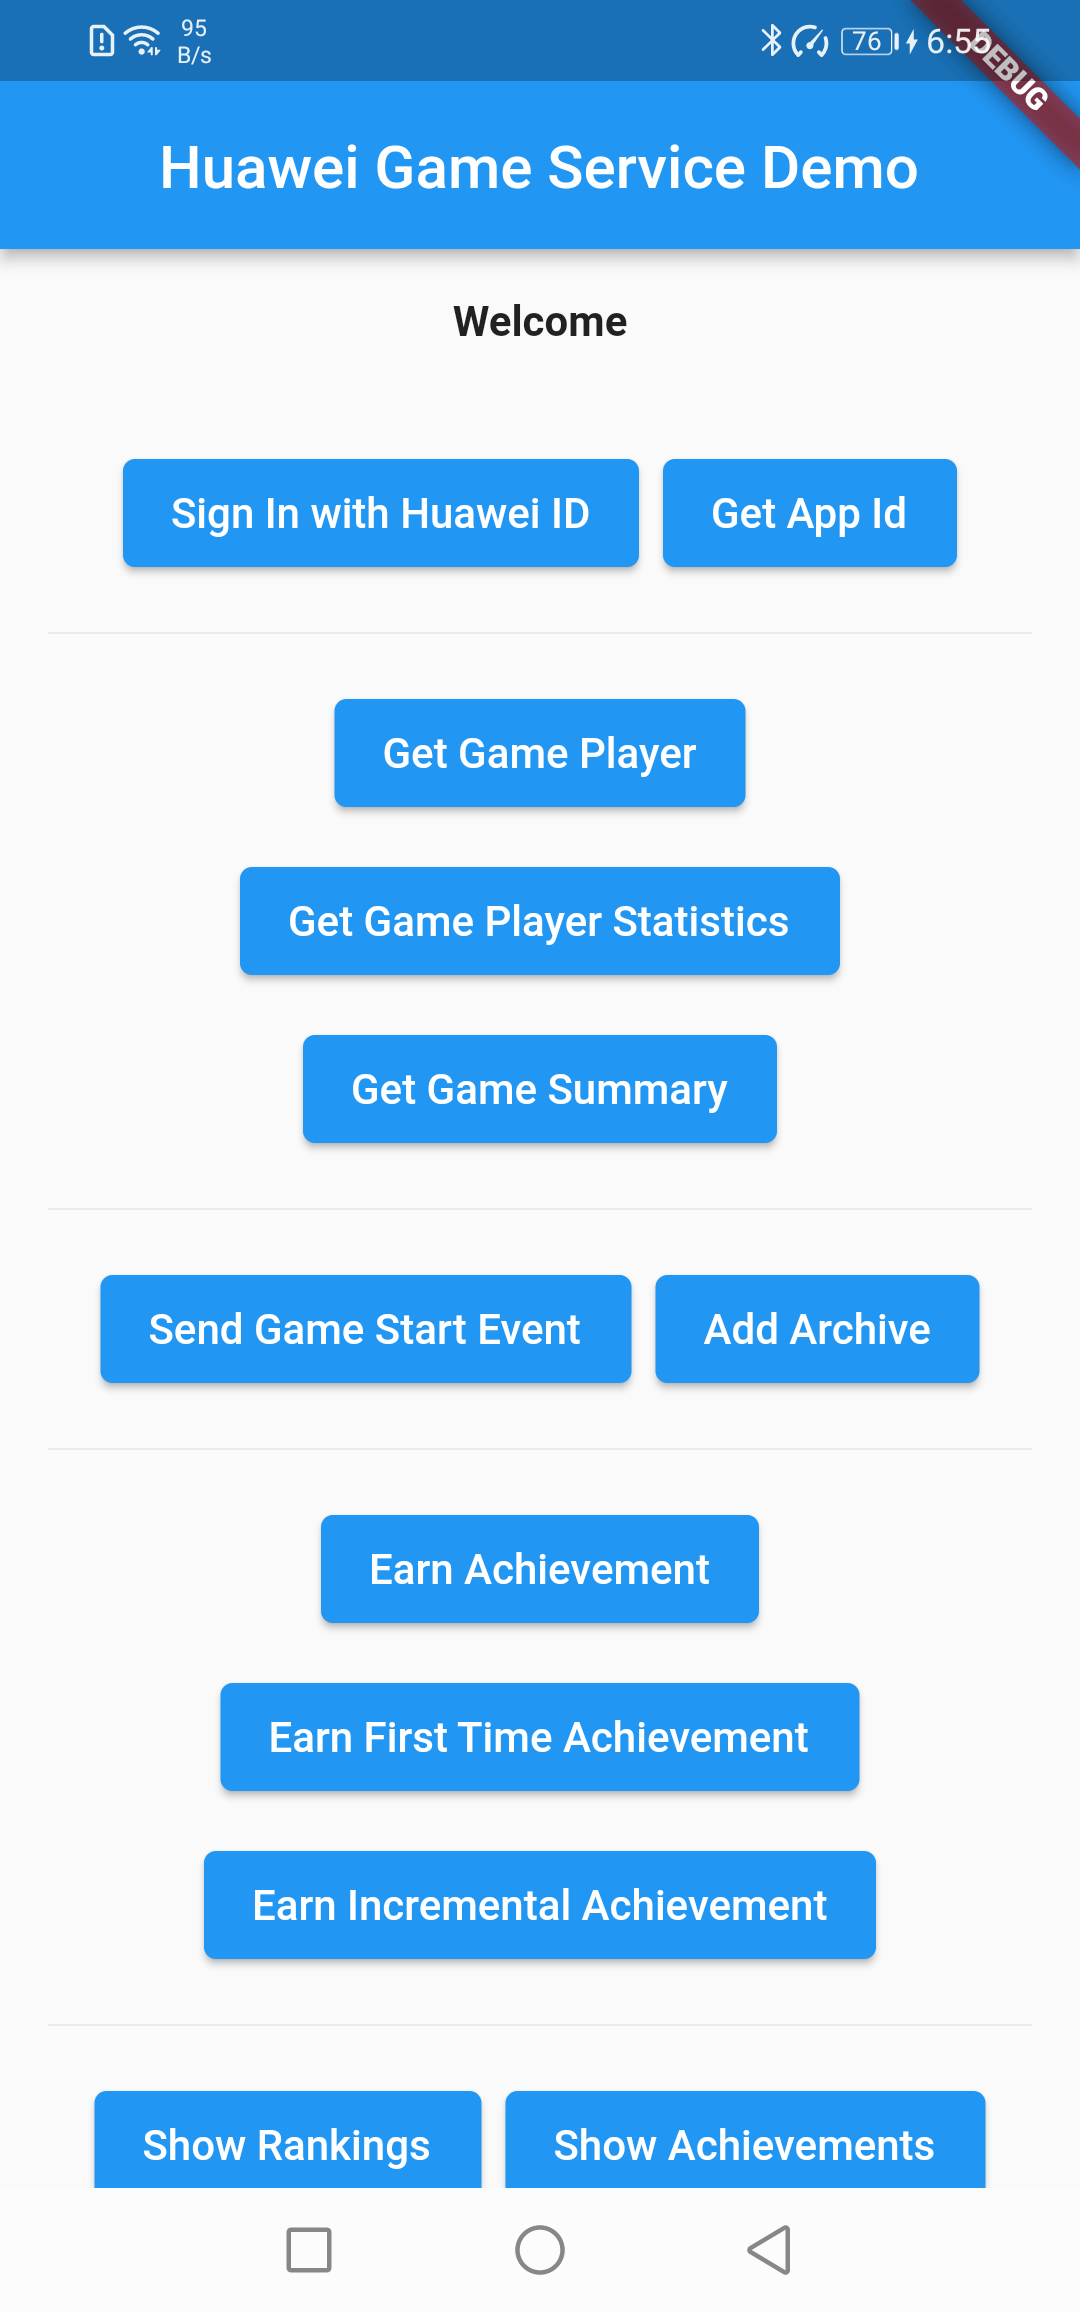 95
B/s
76
6:55
DEBUG
Huawei Game Service Demo
Welcome
Sign In with Huawei ID
Get App Id
Get Game Player
Get Game Player Statistics
Get Game Summary
Send Game Start Event
Add Archive
Earn Achievement
Earn First Time Achievement
Earn Incremental Achievement
Show Rankings
Show Achievements